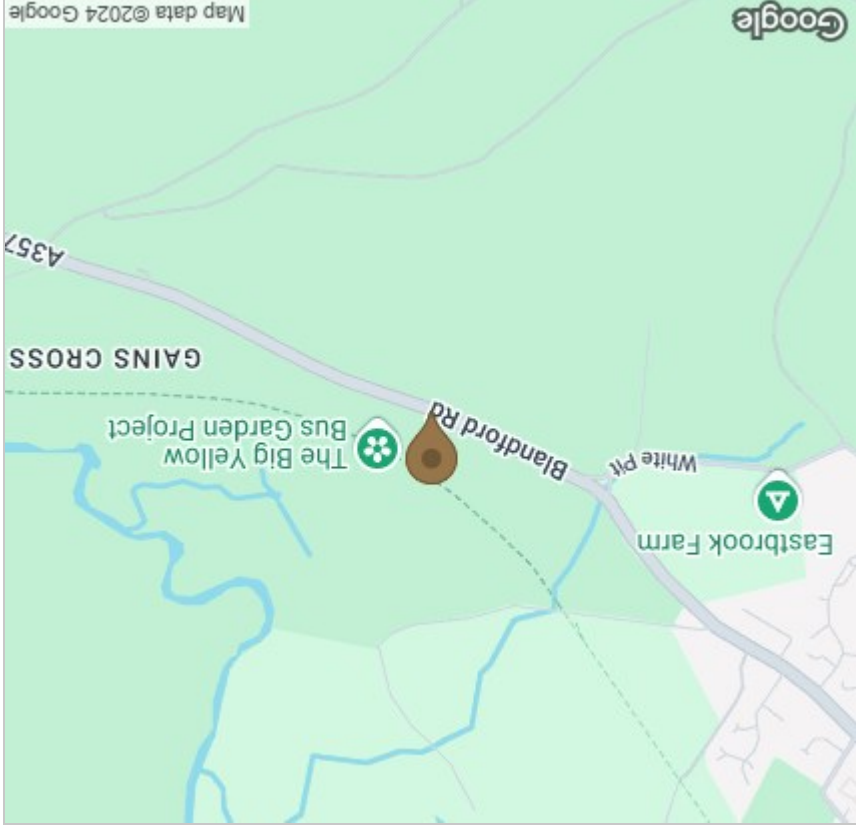 Eastbrook Farm
White Pit
Blandford Rd
The Big Yellow
Bus Garden Project
GAINS CROSS
A357
Google
Map data ©2024 Google